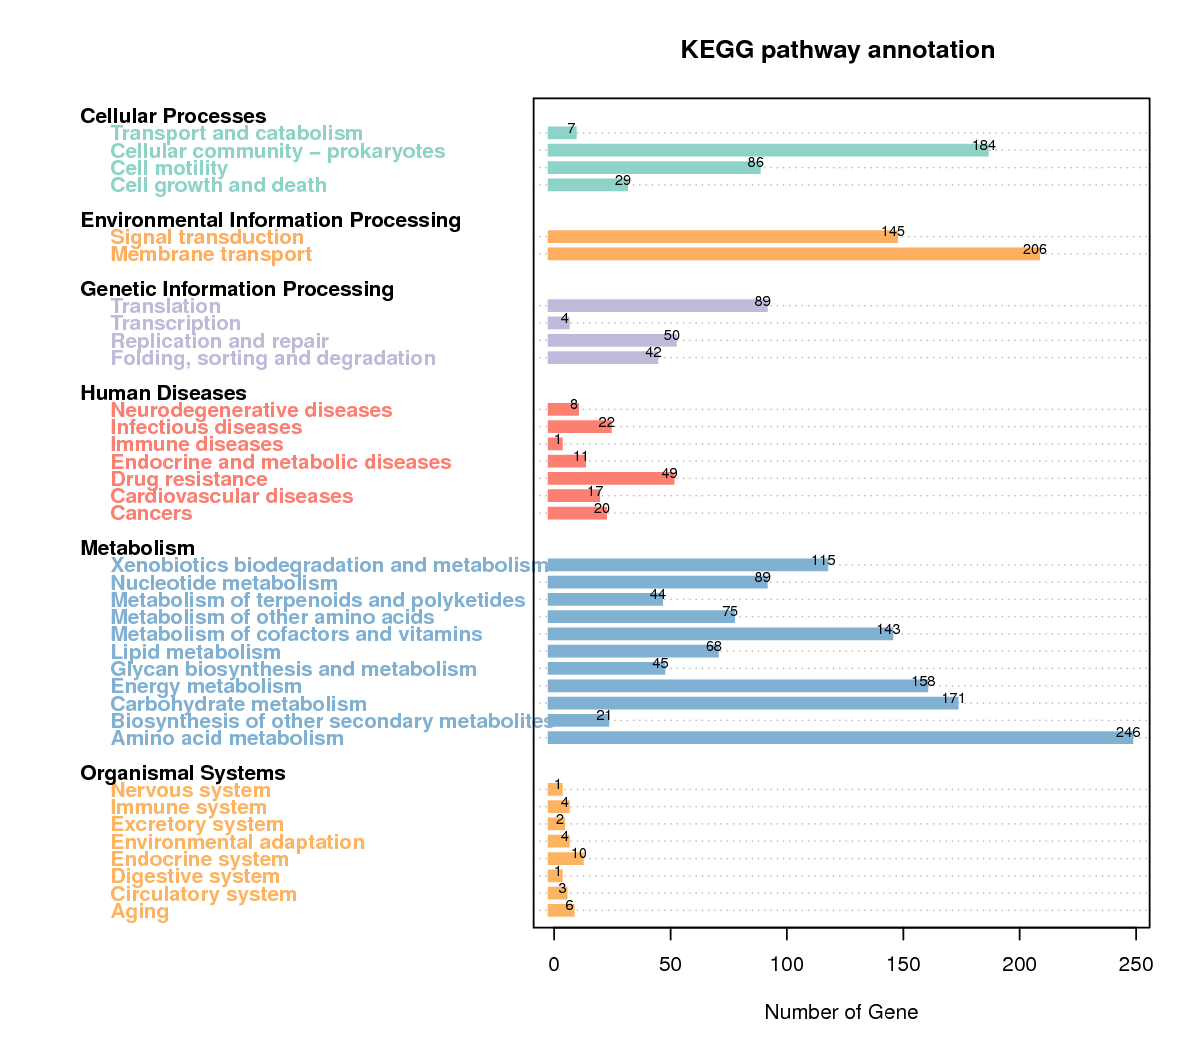 KEGG pathway annotation
Cellular Processes
Transport and catabolism 7
Cellular community − prokaryotes 184
Cell motility 86
Cell growth and death 29
Environmental Information Processing
Signal transduction 145
Membrane transport 206
Genetic Information Processing
Translation 89
Transcription 4
Replication and repair 50
Folding, sorting and degradation 42
Human Diseases
Neurodegenerative diseases 8
Infectious diseases 22
Immune diseases 1
Endocrine and metabolic diseases 11
Drug resistance 49
Cardiovascular diseases 17
Cancers 20
Metabolism
Xenobiotics biodegradation and metabolism 115
Nucleotide metabolism 89
Metabolism of terpenoids and polyketides 44
Metabolism of other amino acids 75
Metabolism of cofactors and vitamins 143
Lipid metabolism 68
Glycan biosynthesis and metabolism 45
Energy metabolism 158
Carbohydrate metabolism 171
Biosynthesis of other secondary metabolites 21
Amino acid metabolism 246
Organismal Systems
Nervous system 1
Immune system 4
Excretory system 2
Environmental adaptation 4
Endocrine system 10
Digestive system 1
Circulatory system 3
Aging 6
0 50 100 150 200 250
Number of Gene